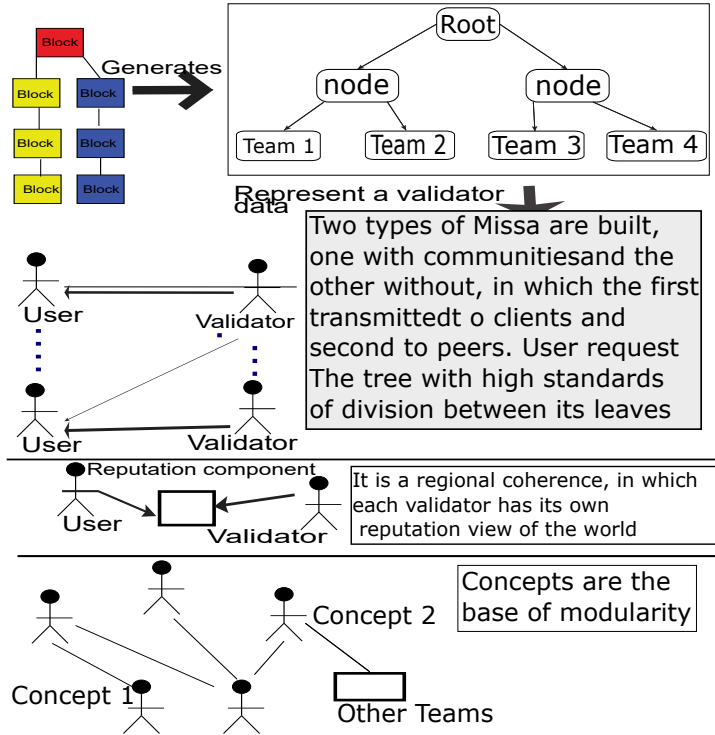 Block
Generates
Block
Block
Block
Block
Block
Block
Root
node
node
Team 1
Team 2
Team 3
Team 4
Represent a validator
data
Two types of Missa are built,
one with communitiesand the
other without, in which the first
transmittedt o clients and
second to peers. User request
The tree with high standards
of division between its leaves
User
Validator
User
Validator
Reputation component
User
Validator
It is a regional coherence, in which
each validator has its own
reputation view of the world
Concepts are the
base of modularity
Concept 2
Concept 1
Other Teams